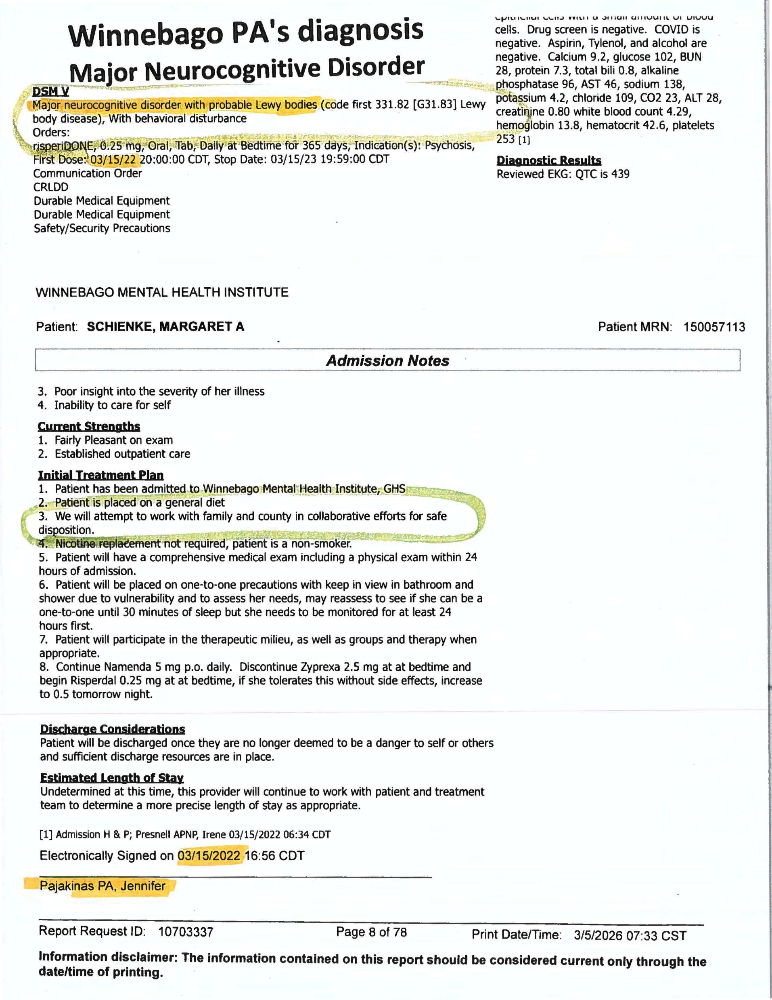 Winnebago PA's diagnosis
Major Neurocognitive Disorder
DSM V
Major neurocognitive disorder with probable Lewy bodies (code first 331.82 [G31.83] Lewy
body disease), With behavioral disturbance
Orders:
risperiDONE, 0.25 mg, Oral, Tab, Daily at Bedtime for 365 days, Indication(s): Psychosis,
First Dose: 03/15/22 20:00:00 CDT, Stop Date: 03/15/23 19:59:00 CDT
Communication Order
CRLDD
Durable Medical Equipment
Durable Medical Equipment
Safety/Security Precautions
epithelial cells with a small amount of blood
cells. Drug screen is negative. COVID is
negative. Aspirin, Tylenol, and alcohol are
negative. Calcium 9.2, glucose 102, BUN
28, protein 7.3, total bili 0.8, alkaline
phosphatase 96, AST 46, sodium 138,
potassium 4.2, chloride 109, CO2 23, ALT 28,
creatinine 0.80 white blood count 4.29,
hemoglobin 13.8, hematocrit 42.6, platelets
253 [1]
Diagnostic Results
Reviewed EKG: QTC is 439
WINNEBAGO MENTAL HEALTH INSTITUTE
Patient: SCHIENKE, MARGARET A
Patient MRN: 150057113
Admission Notes
3. Poor insight into the severity of her illness
4. Inability to care for self
Current Strengths
1. Fairly Pleasant on exam
2. Established outpatient care
Initial Treatment Plan
1. Patient has been admitted to Winnebago Mental Health Institute, GHS
2. Patient is placed on a general diet
3. We will attempt to work with family and county in collaborative efforts for safe
disposition.
4. Nicotine replacement not required, patient is a non-smoker.
5. Patient will have a comprehensive medical exam including a physical exam within 24
hours of admission.
6. Patient will be placed on one-to-one precautions with keep in view in bathroom and
shower due to vulnerability and to assess her needs, may reassess to see if she can be a
one-to-one until 30 minutes of sleep but she needs to be monitored for at least 24
hours first.
7. Patient will participate in the therapeutic milieu, as well as groups and therapy when
appropriate.
8. Continue Namenda 5 mg p.o. daily. Discontinue Zyprexa 2.5 mg at at bedtime and
begin Risperdal 0.25 mg at at bedtime, if she tolerates this without side effects, increase
to 0.5 tomorrow night.
Discharge Considerations
Patient will be discharged once they are no longer deemed to be a danger to self or others
and sufficient discharge resources are in place.
Estimated Length of Stay
Undetermined at this time, this provider will continue to work with patient and treatment
team to determine a more precise length of stay as appropriate.
[1] Admission H & P; Presnell APNP, Irene 03/15/2022 06:34 CDT
Electronically Signed on 03/15/2022 16:56 CDT
Pajakinas PA, Jennifer
Report Request ID: 10703337
Page 8 of 78
Print Date/Time: 3/5/2026 07:33 CST
Information disclaimer: The information contained on this report should be considered current only through the
date/time of printing.